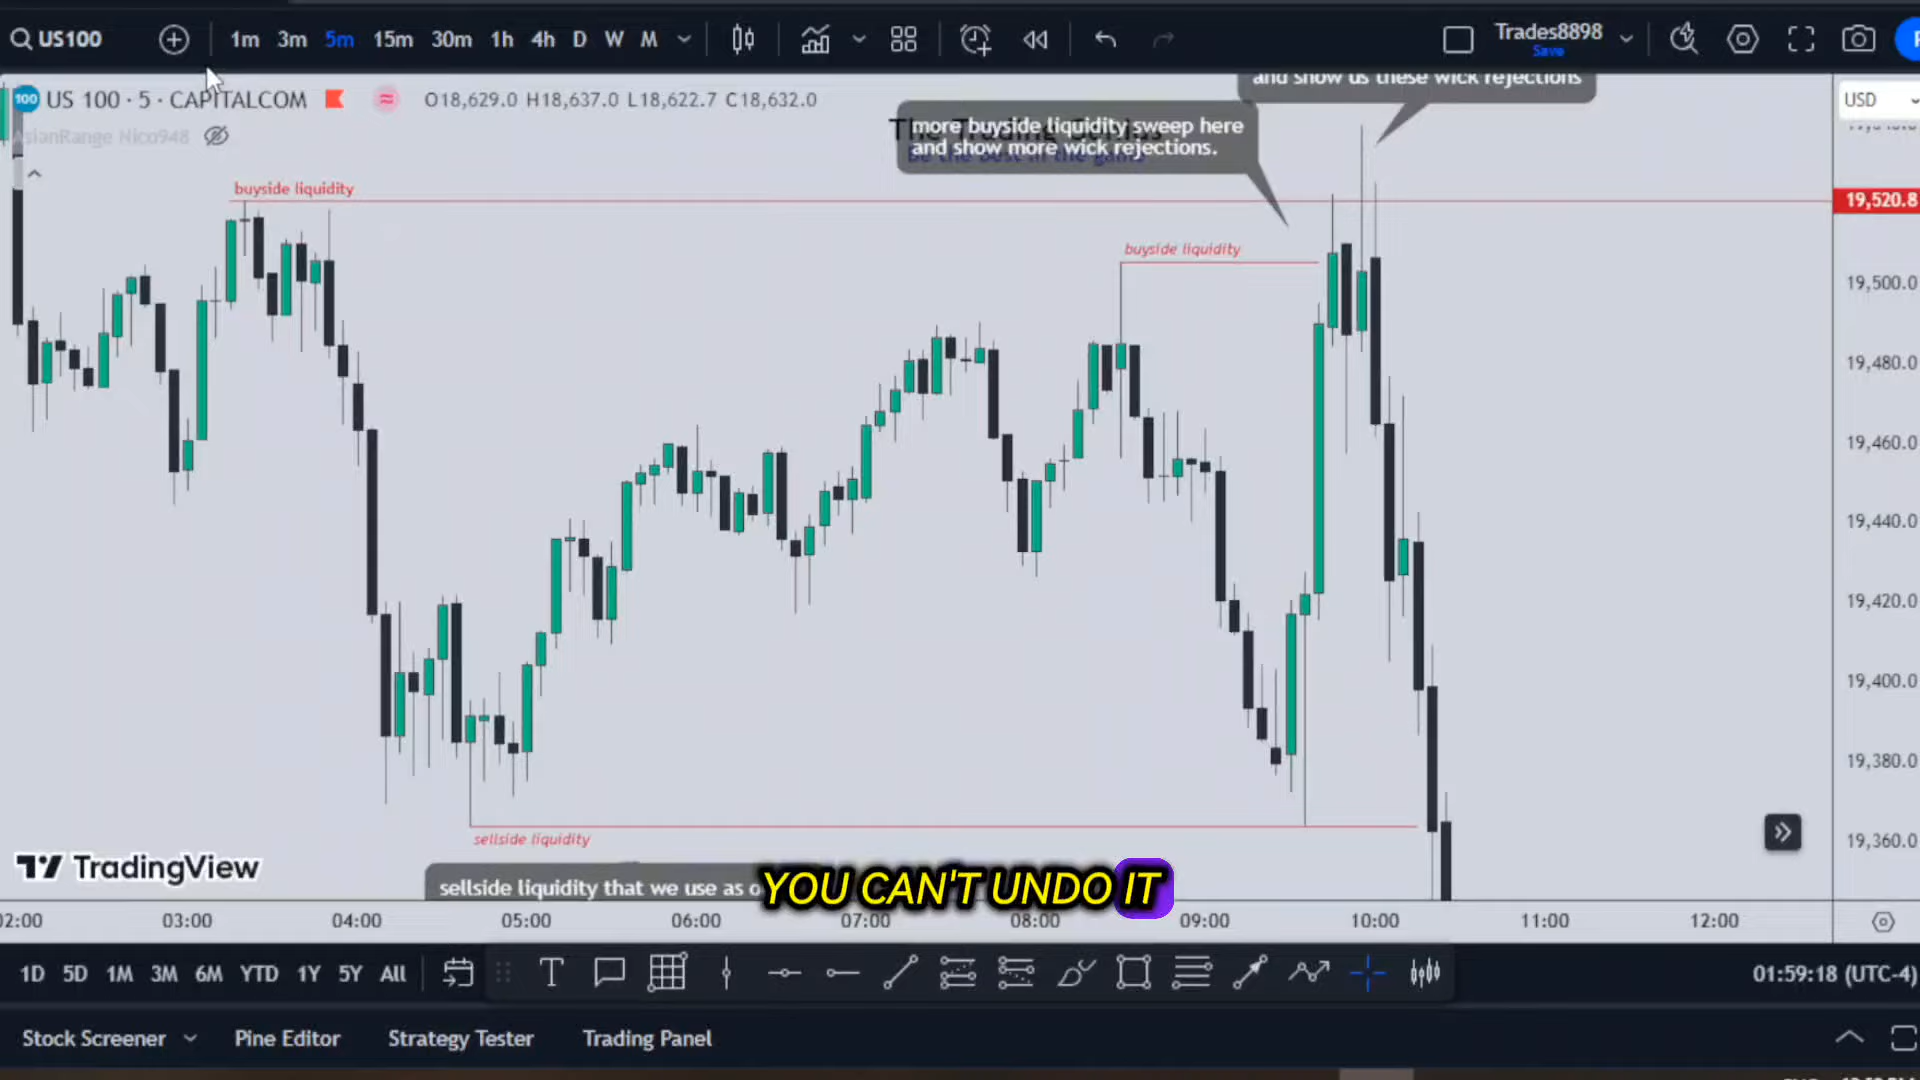 US100
1m 3m 5m 15m 30m 1h 4h D W M
Trades8898
Save
and show us these wick rejections
US 100 · 5 · CAPITALCOM
O18,629.0 H18,637.0 L18,622.7 C18,632.0
USD
AsianRange Nico948
more buyside liquidity sweep here
and show more wick rejections.
buyside liquidity
19,520.8
buyside liquidity
19,500.0
19,480.0
19,460.0
19,440.0
19,420.0
19,400.0
19,380.0
19,360.0
sellside liquidity
TradingView
sellside liquidity that we use as
YOU CAN'T UNDO IT
02:00 03:00 04:00 05:00 06:00 07:00 08:00 09:00 10:00 11:00 12:00
1D 5D 1M 3M 6M YTD 1Y 5Y All
01:59:18 (UTC-4)
Stock Screener Pine Editor Strategy Tester Trading Panel